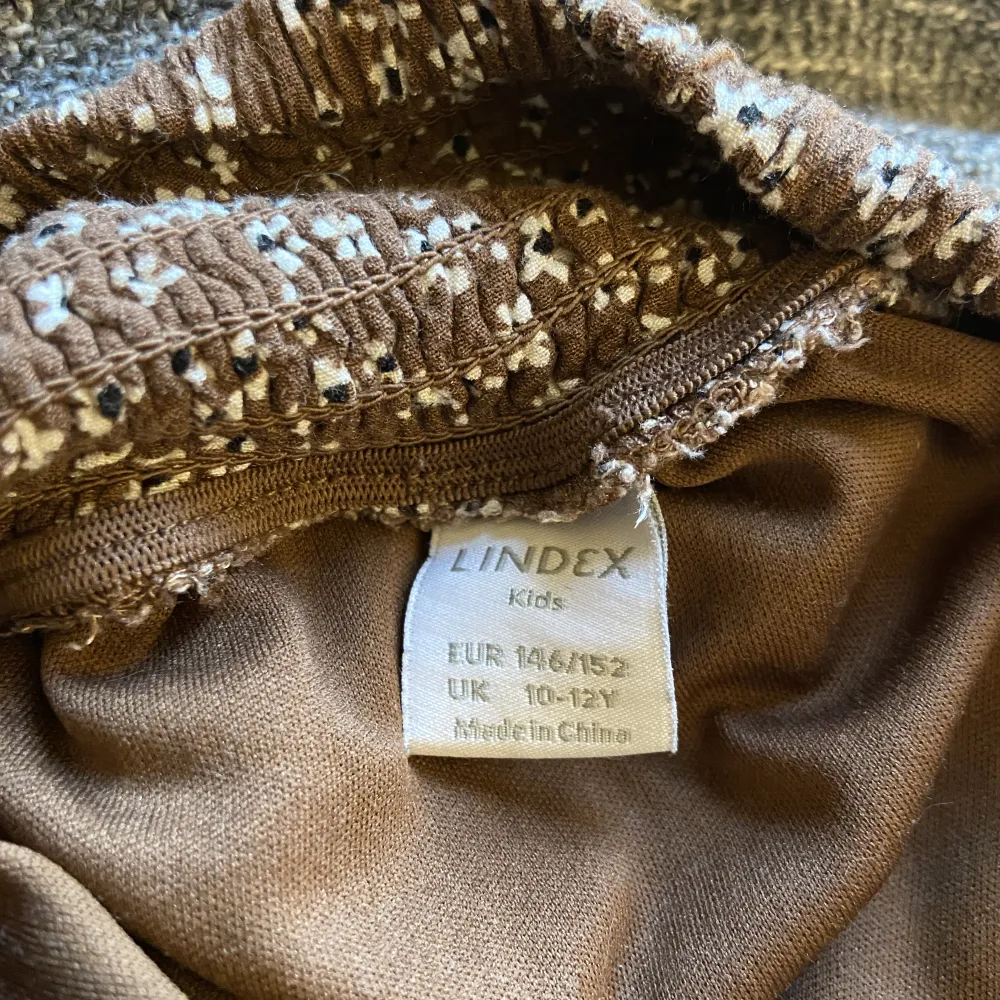 LINDEX
Kids
EUR 146/152
UK 10-12Y
Made in China